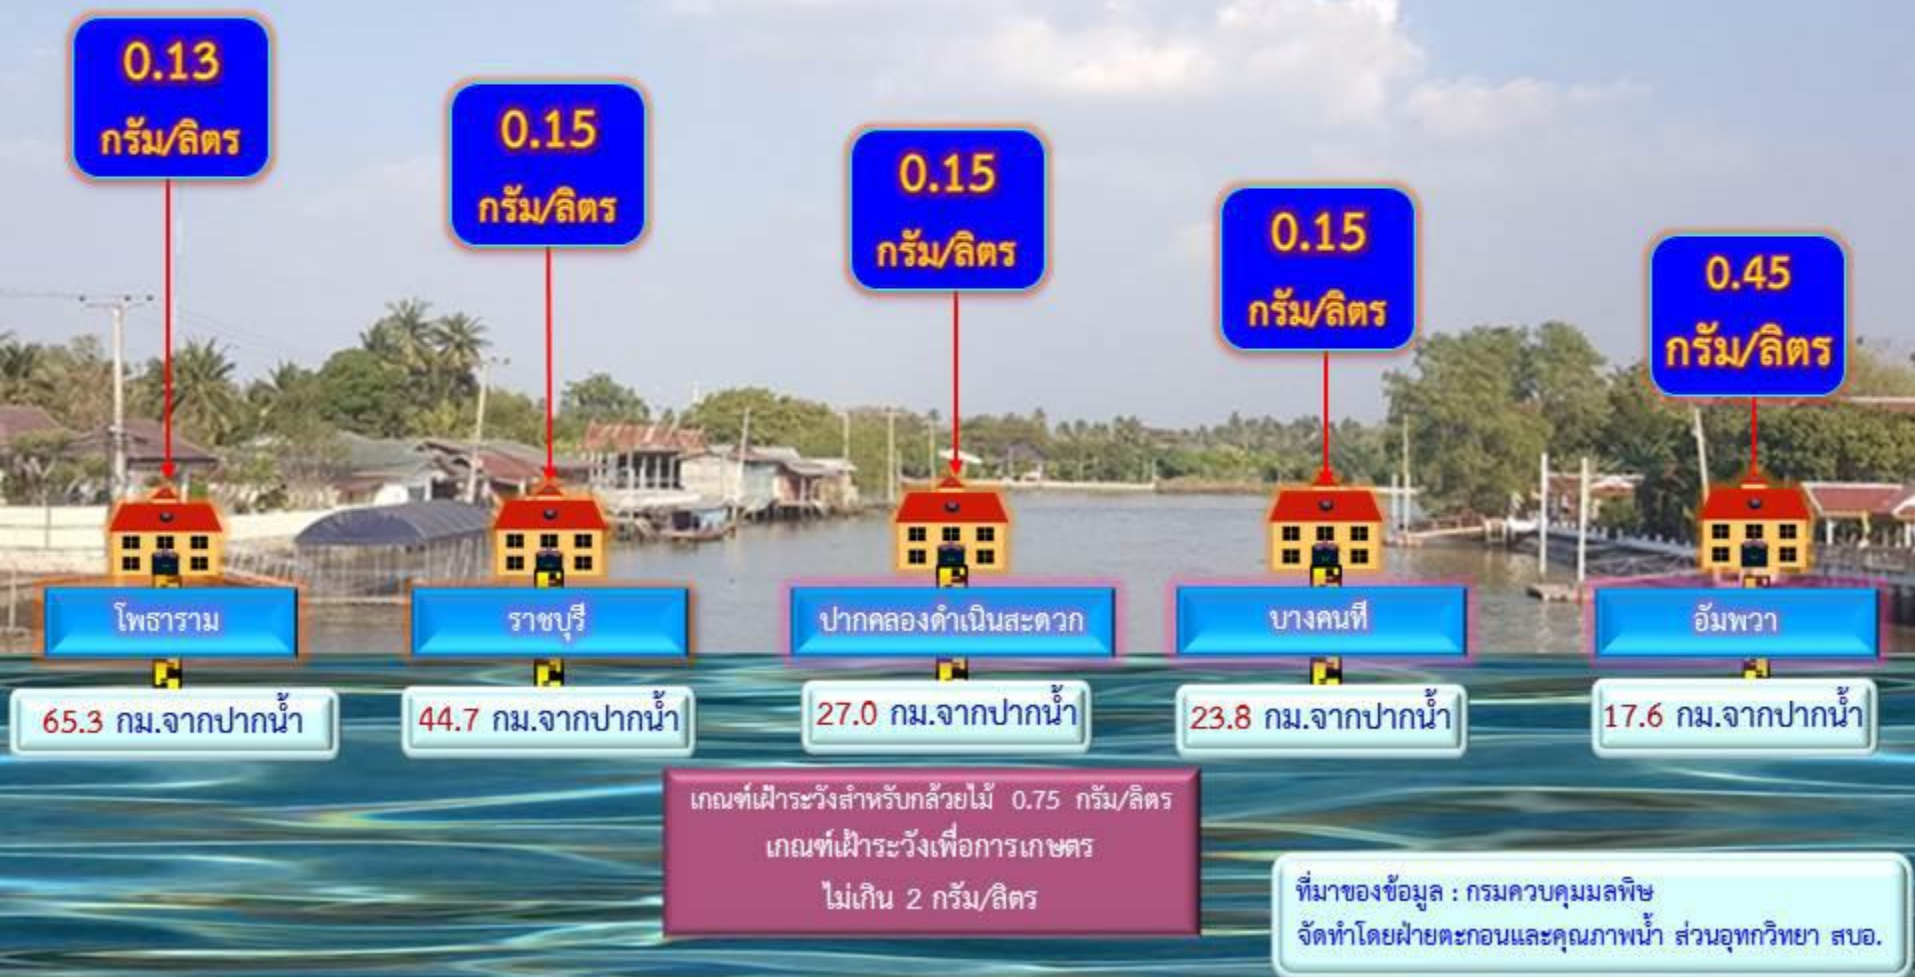 0.13
กรัม/ลิตร
0.15
กรัม/ลิตร
0.15
กรัม/ลิตร
0.15
กรัม/ลิตร
0.45
กรัม/ลิตร
โพธาราม
ราชบุรี
ปากคลองดำเนินสะดวก
บางคนที
อัมพวา
65.3 กม.จากปากน้ำ
44.7 กม.จากปากน้ำ
27.0 กม.จากปากน้ำ
23.8 กม.จากปากน้ำ
17.6 กม.จากปากน้ำ
เกณฑ์เฝ้าระวังสำหรับกล้วยไม้ 0.75 กรัม/ลิตร
เกณฑ์เฝ้าระวังเพื่อการเกษตร
ไม่เกิน 2 กรัม/ลิตร
ที่มาของข้อมูล : กรมควบคุมมลพิษ
จัดทำโดยฝ่ายตะกอนและคุณภาพน้ำ ส่วนอุทกวิทยา สบอ.